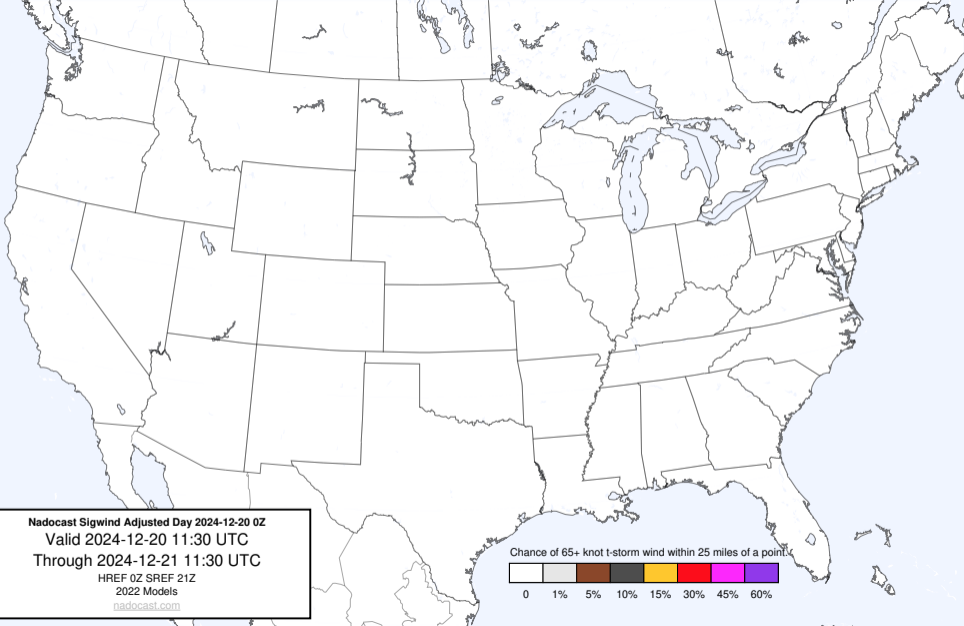 Nadocast Sigwind Adjusted Day 2024-12-20 0Z
Valid 2024-12-20 11:30 UTC
Through 2024-12-21 11:30 UTC
HREF 0Z SREF 21Z
2022 Models
nadocast.com
Chance of 65+ knot t-storm wind within 25 miles of a point.
0 1% 5% 10% 15% 30% 45% 60%